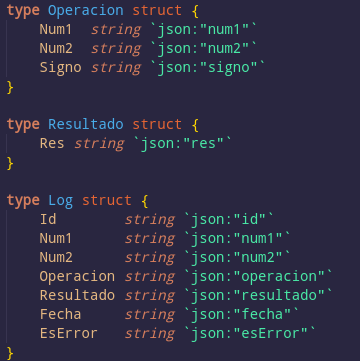 type Operacion struct {
    Num1  string `json:"num1"`
    Num2  string `json:"num2"`
    Signo string `json:"signo"`
}
type Resultado struct {
    Res string `json:"res"`
}
type Log struct {
    Id        string `json:"id"`
    Num1      string `json:"num1"`
    Num2      string `json:"num2"`
    Operacion string `json:"operacion"`
    Resultado string `json:"resultado"`
    Fecha     string `json:"fecha"`
    EsError   string `json:"esError"`
}